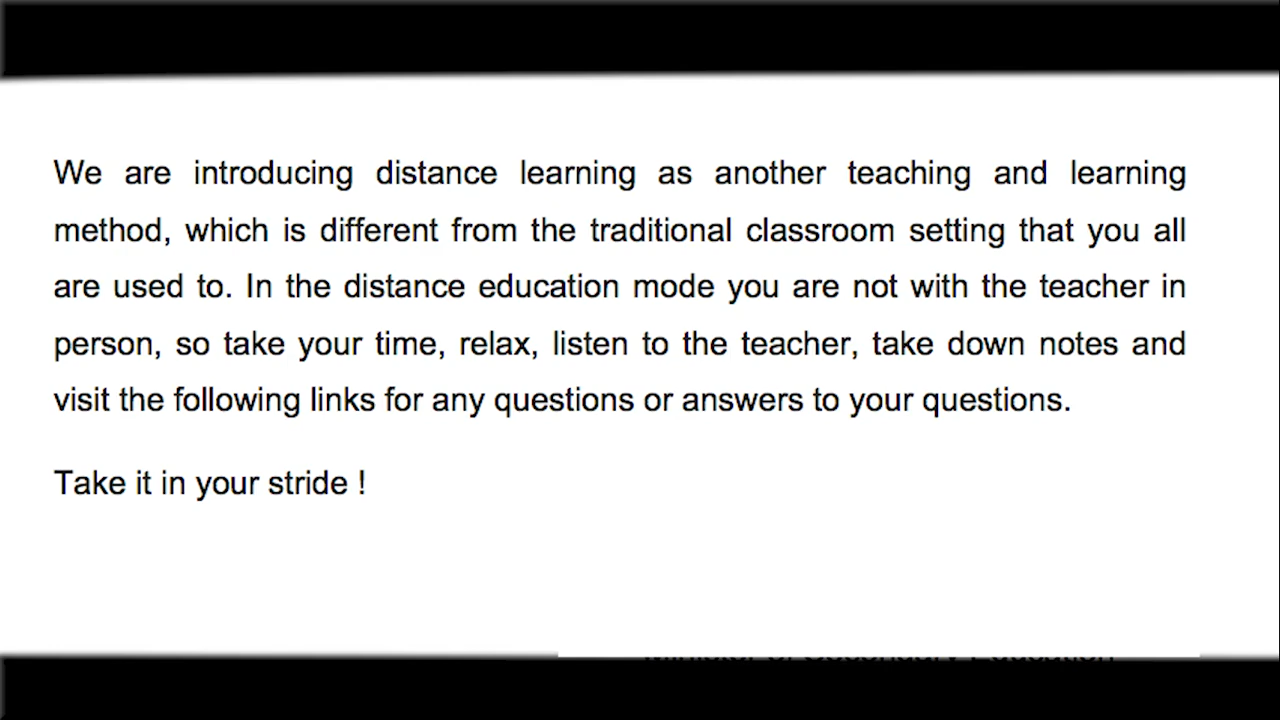 We are introducing distance learning as another teaching and learning
method, which is different from the traditional classroom setting that you all
are used to. In the distance education mode you are not with the teacher in
person, so take your time, relax, listen to the teacher, take down notes and
visit the following links for any questions or answers to your questions.
Take it in your stride !